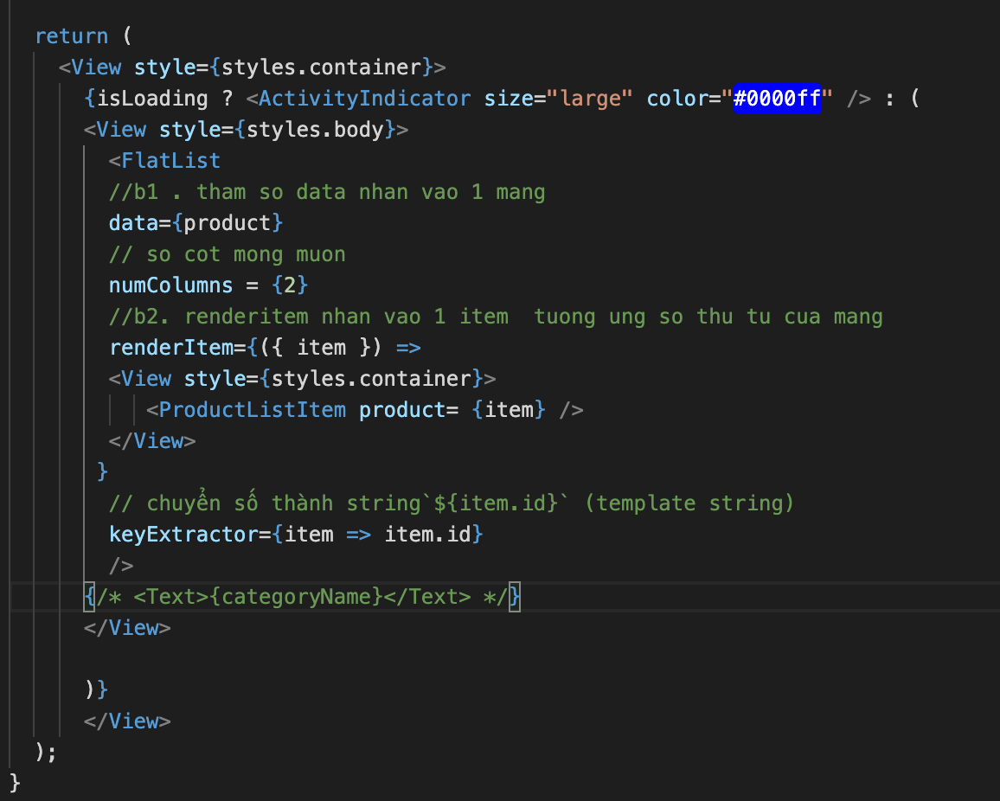 return (
<View style={styles.container}>
{isLoading ? <ActivityIndicator size="large" color="#0000ff" /> : (
<View style={styles.body}>
<FlatList
//b1 . tham so data nhan vao 1 mang
data={product}
// so cot mong muon
numColumns = {2}
//b2. renderitem nhan vao 1 item  tuong ung so thu tu cua mang
renderItem={({ item }) =>
<View style={styles.container}>
<ProductListItem product= {item} />
</View>
}
// chuyển số thành string`${item.id}` (template string)
keyExtractor={item => item.id}
/>
{/* <Text>{categoryName}</Text> */}
</View>
)}
</View>
);
}